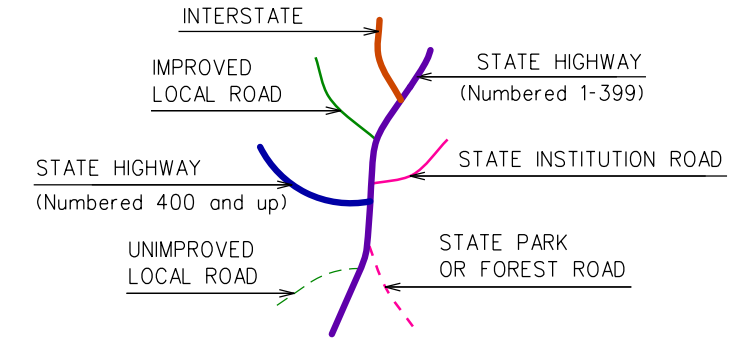 INTERSTATE
IMPROVED
LOCAL ROAD
STATE HIGHWAY
(Numbered 1-399)
STATE HIGHWAY
(Numbered 400 and up)
STATE INSTITUTION ROAD
UNIMPROVED
LOCAL ROAD
STATE PARK
OR FOREST ROAD